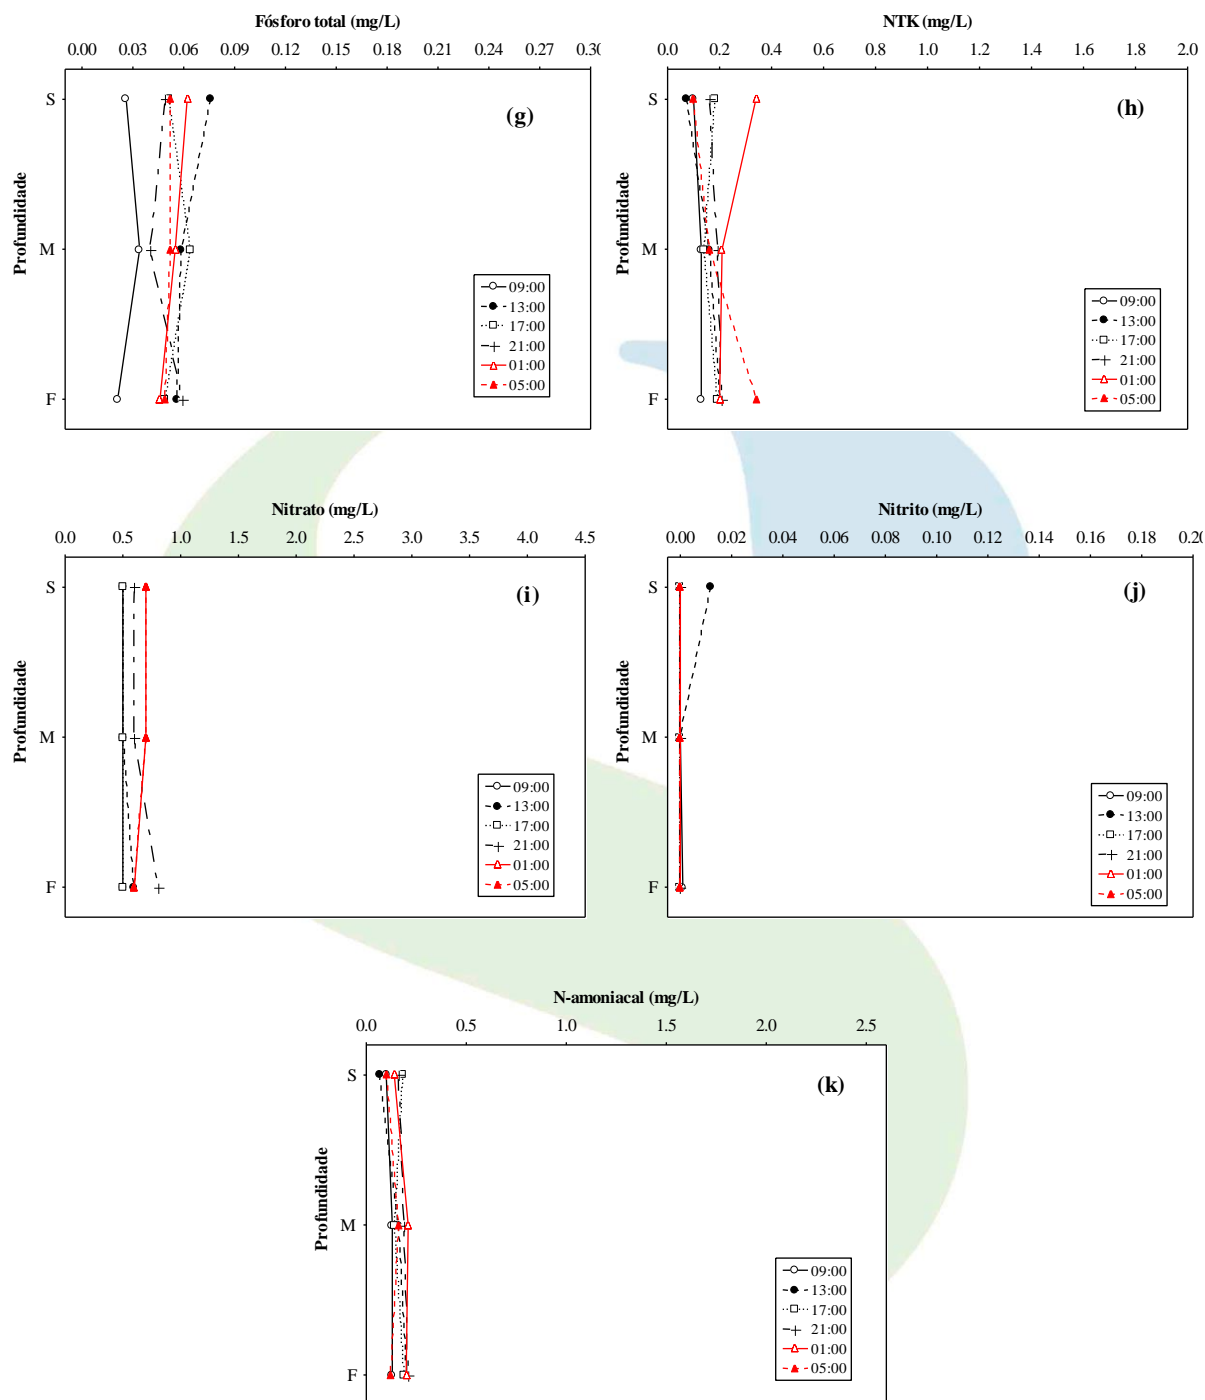 Fósforo total (mg/L)
0.00 0.03 0.06 0.09 0.12 0.15 0.18 0.21 0.24 0.27 0.30
Profundidade
S
M
F
(g)
09:00
13:00
17:00
21:00
01:00
05:00
NTK (mg/L)
0.0 0.2 0.4 0.6 0.8 1.0 1.2 1.4 1.6 1.8 2.0
Profundidade
S
M
F
(h)
09:00
13:00
17:00
21:00
01:00
05:00
Nitrato (mg/L)
0.0 0.5 1.0 1.5 2.0 2.5 3.0 3.5 4.0 4.5
Profundidade
S
M
F
(i)
09:00
13:00
17:00
21:00
01:00
05:00
Nitrito (mg/L)
0.00 0.02 0.04 0.06 0.08 0.10 0.12 0.14 0.16 0.18 0.20
Profundidade
S
M
F
(j)
09:00
13:00
17:00
21:00
01:00
05:00
N-amoniacal (mg/L)
0.0 0.5 1.0 1.5 2.0 2.5
Profundidade
S
M
F
(k)
09:00
13:00
17:00
21:00
01:00
05:00